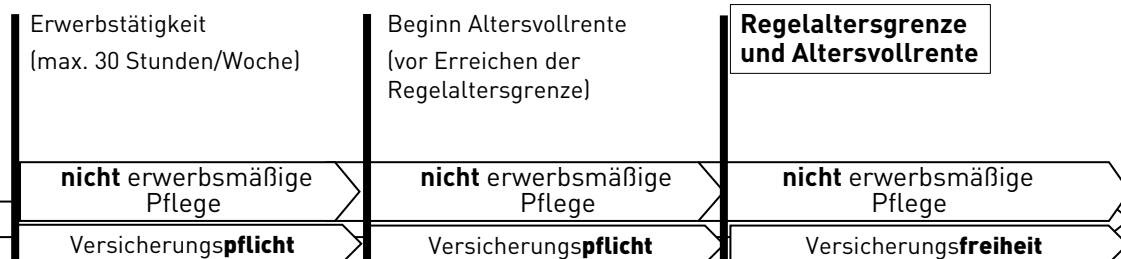 Erwerbstätigkeit
(max. 30 Stunden/Woche)
Beginn Altersvollrente
(vor Erreichen der
Regelaltersgrenze)
Regelaltersgrenze
und Altersvollrente
nicht erwerbsmäßige
Pflege
nicht erwerbsmäßige
Pflege
nicht erwerbsmäßige
Pflege
Versicherungspflicht
Versicherungspflicht
Versicherungsfreiheit